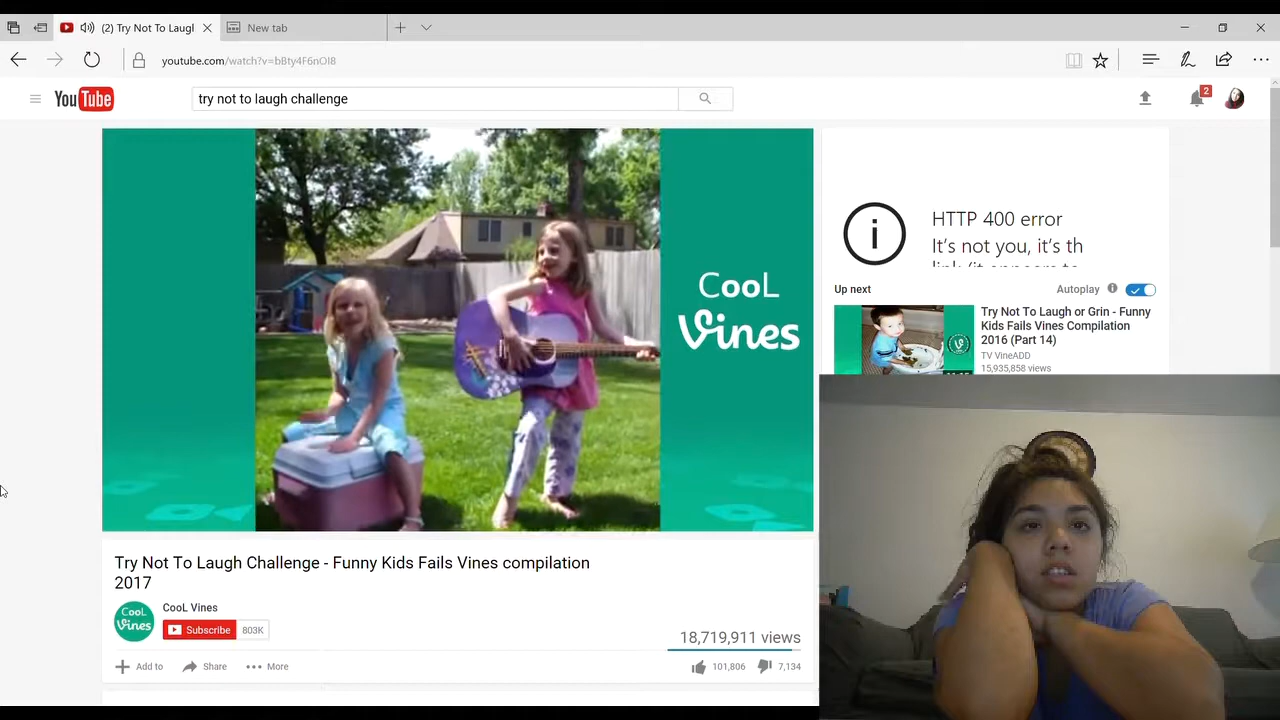 (2) Try Not To Laugl
New tab
youtube.com/watch?v=bBty4F6nOl8
YouTube
try not to laugh challenge
2
CooL
Vines
HTTP 400 error
It's not you, it's th
Up next
Autoplay
Try Not To Laugh or Grin - Funny
Kids Fails Vines Compilation
2016 (Part 14)
TV VineADD
15,935,858 views
Try Not To Laugh Challenge - Funny Kids Fails Vines compilation
2017
CooL
Vines
CooL Vines
Subscribe 803K
18,719,911 views
Add to Share More
101,806 7,134